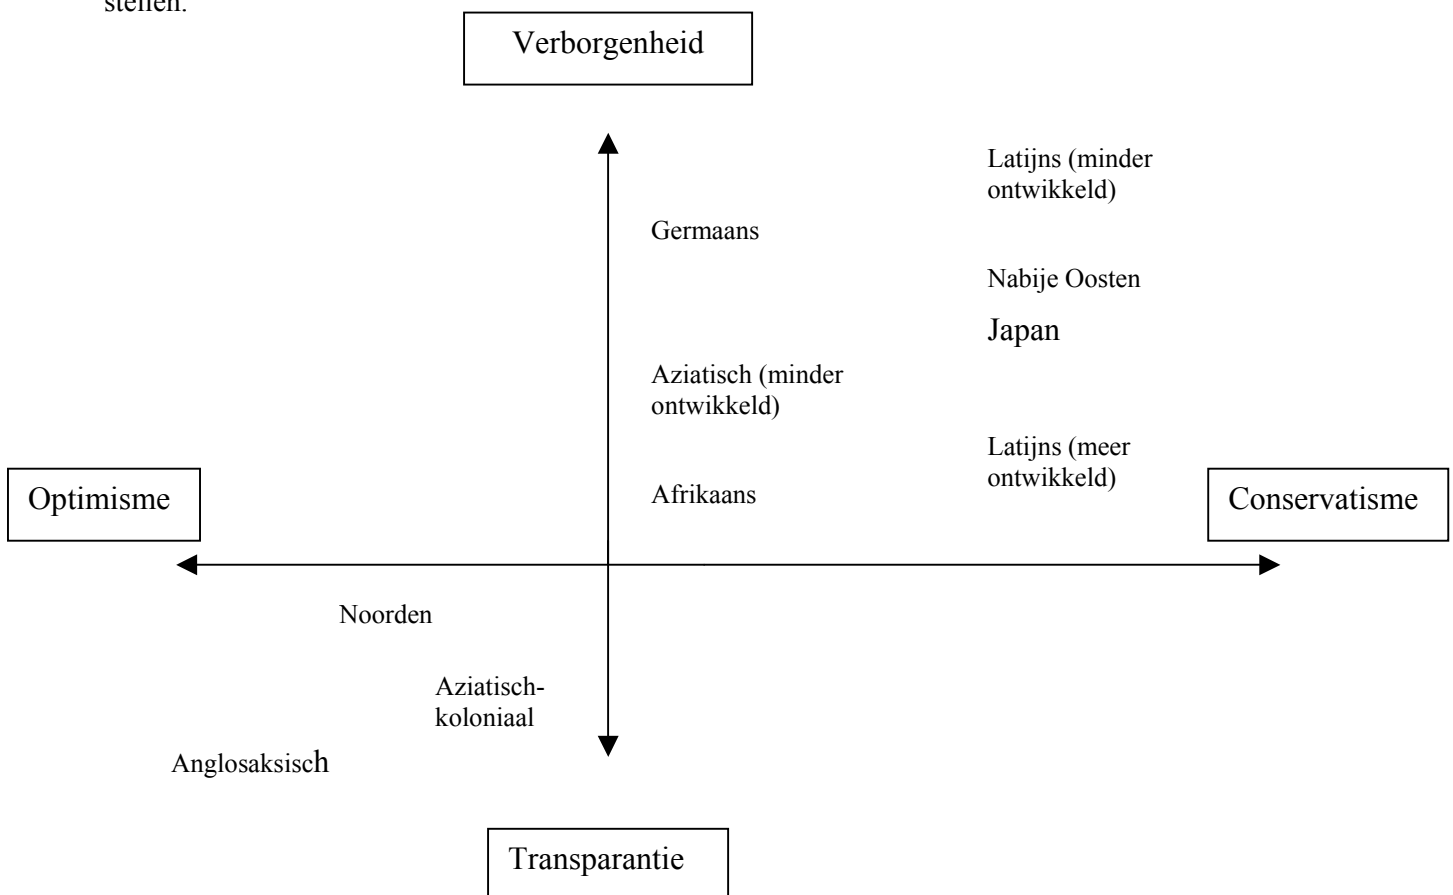 stellen.
Verborgenheid
Latijns (minder
ontwikkeld)
Germaans
Nabije Oosten
Japan
Aziatisch (minder
ontwikkeld)
Latijns (meer
ontwikkeld)
Optimisme
Afrikaans
Conservatisme
Noorden
Aziatisch-
koloniaal
Anglosaksisch
Transparantie